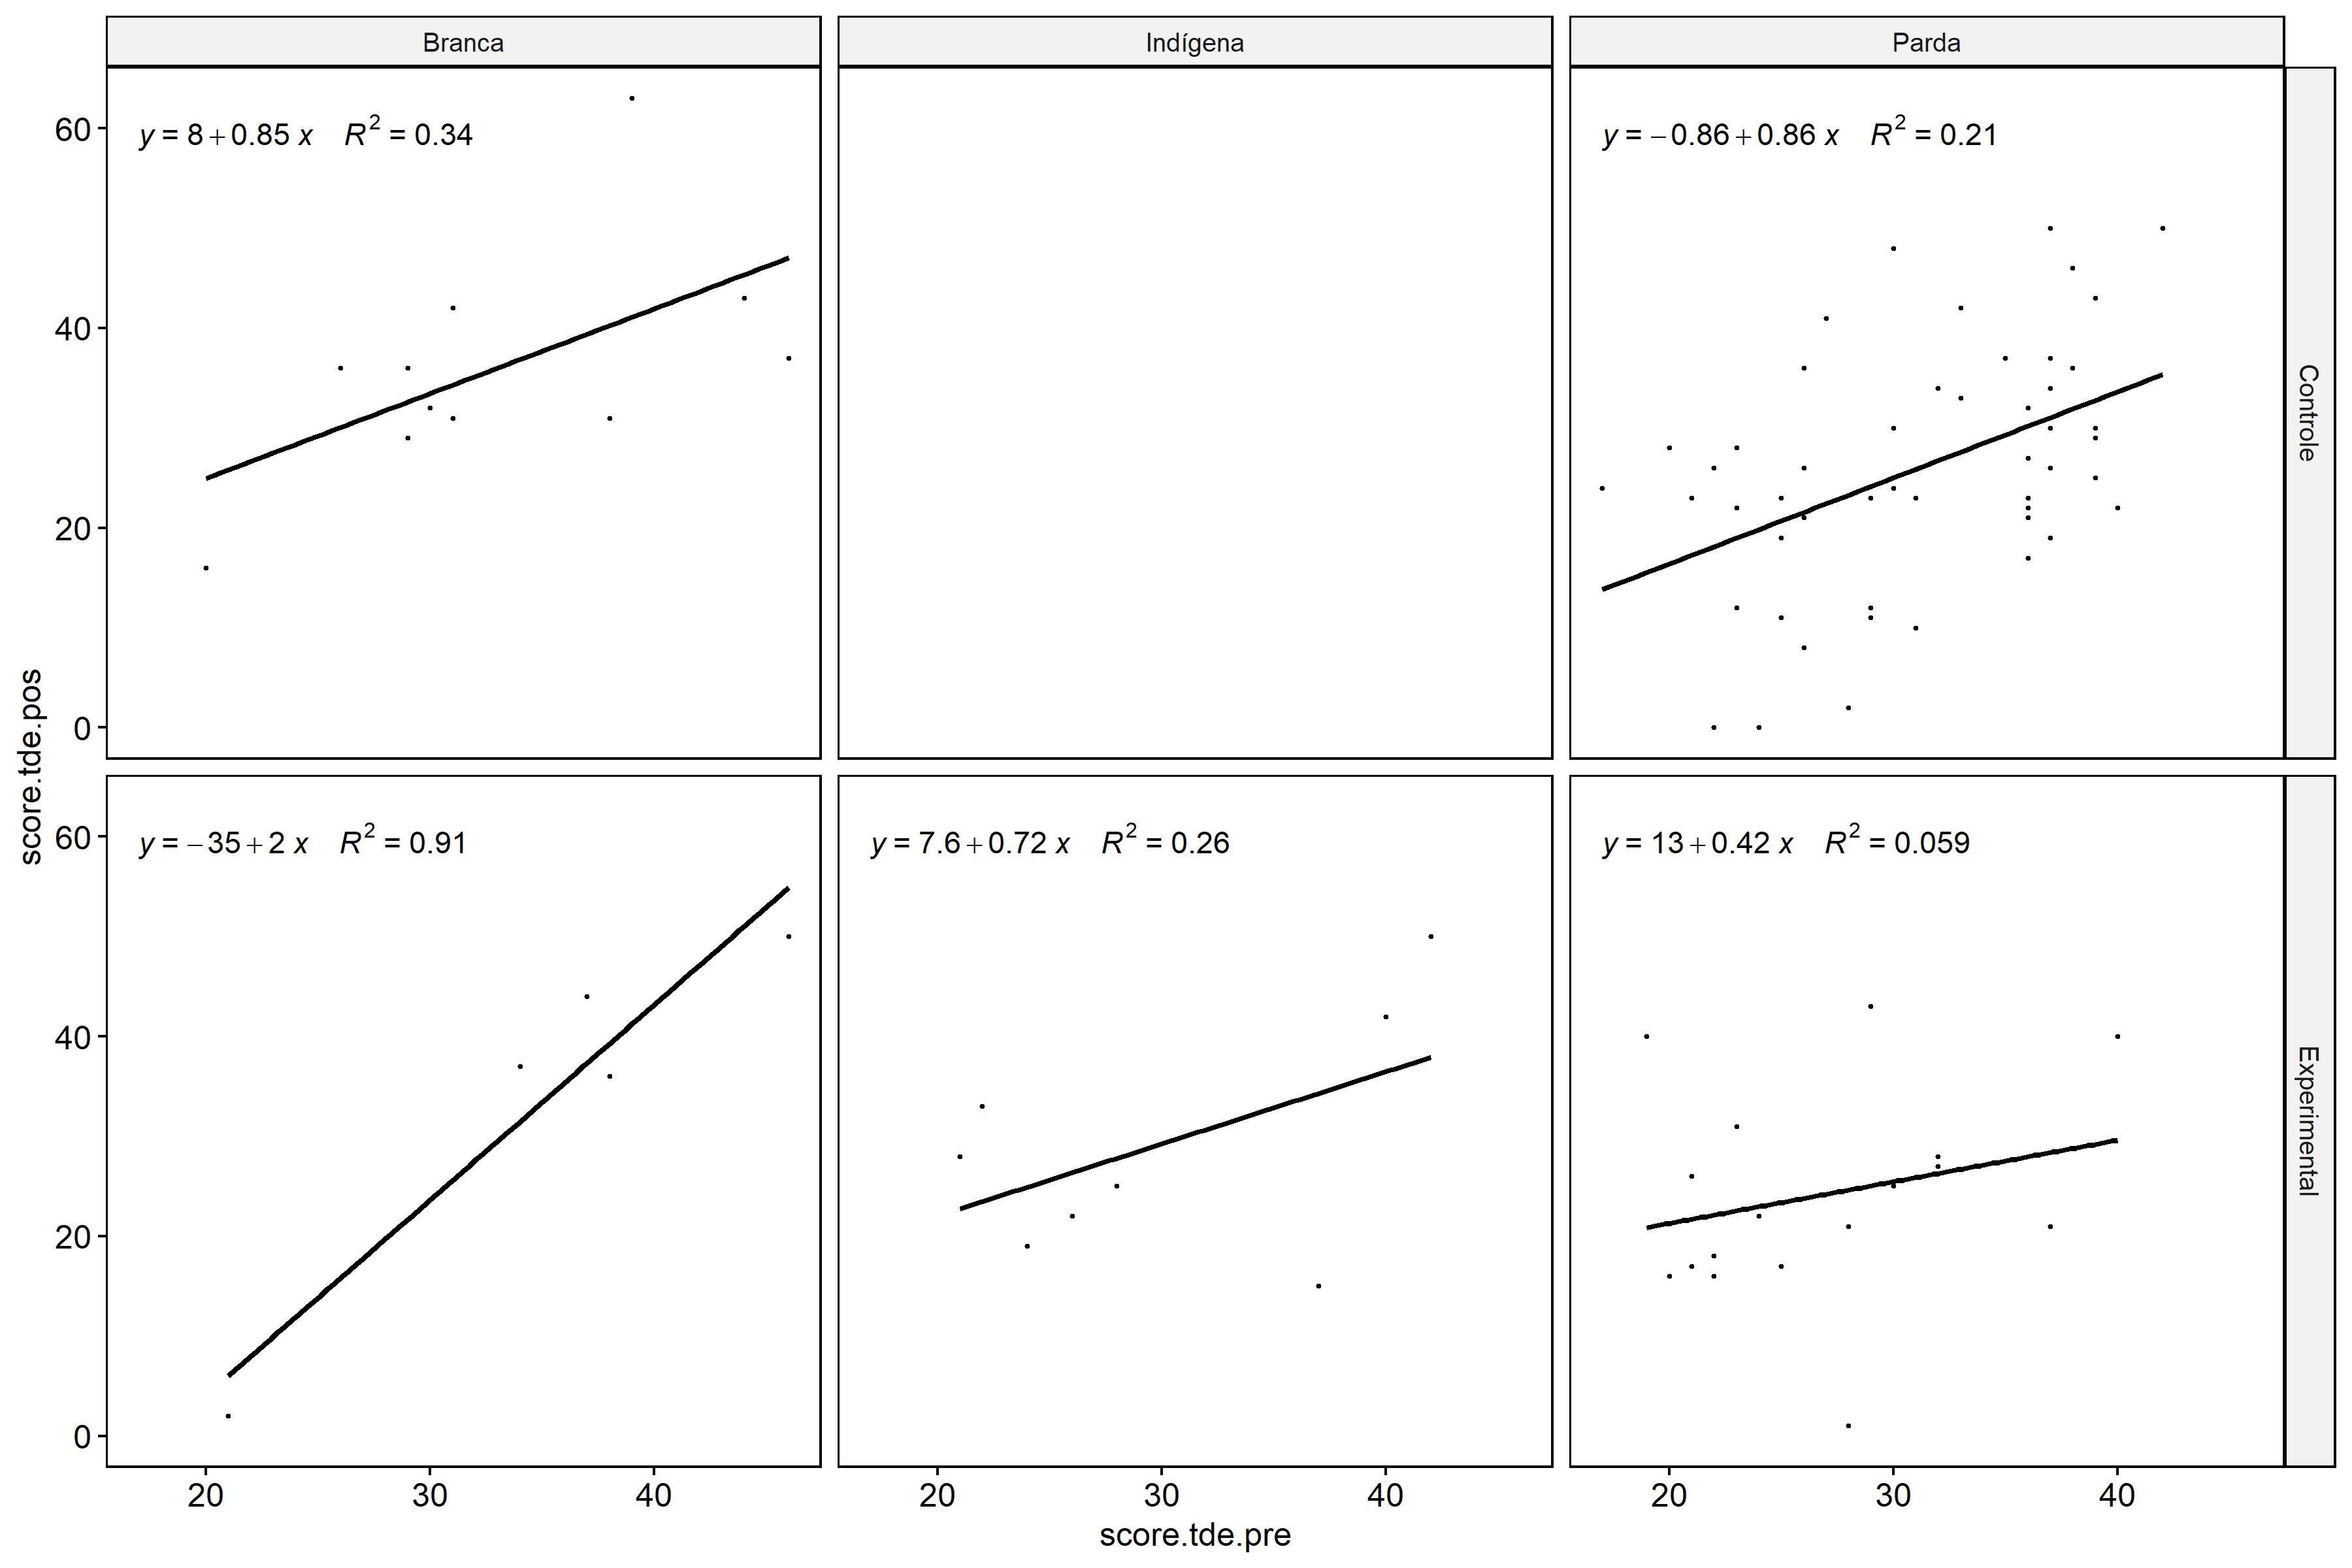 Branca
Indígena
Parda
y = 8 + 0.85 x R² = 0.34
y = −0.86 + 0.86 x R² = 0.21
60
40
20
0
Controle
y = −35 + 2 x R² = 0.91
y = 7.6 + 0.72 x R² = 0.26
y = 13 + 0.42 x R² = 0.059
60
40
20
0
Experimental
score.tde.pos
20 30 40
20 30 40
20 30 40
score.tde.pre